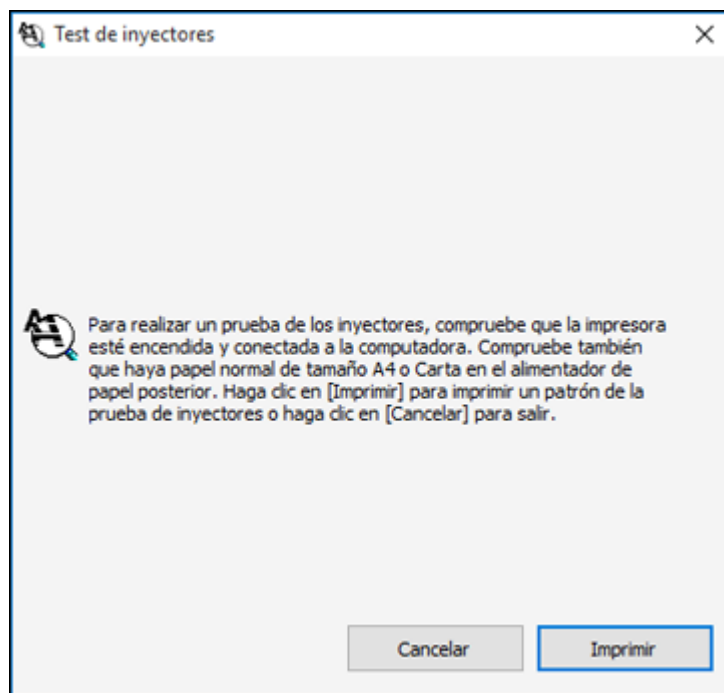 Test de inyectores
Para realizar un prueba de los inyectores, compruebe que la impresora
esté encendida y conectada a la computadora. Compruebe también
que haya papel normal de tamaño A4 o Carta en el alimentador de
papel posterior. Haga clic en [Imprimir] para imprimir un patrón de la
prueba de inyectores o haga clic en [Cancelar] para salir.
Cancelar
Imprimir